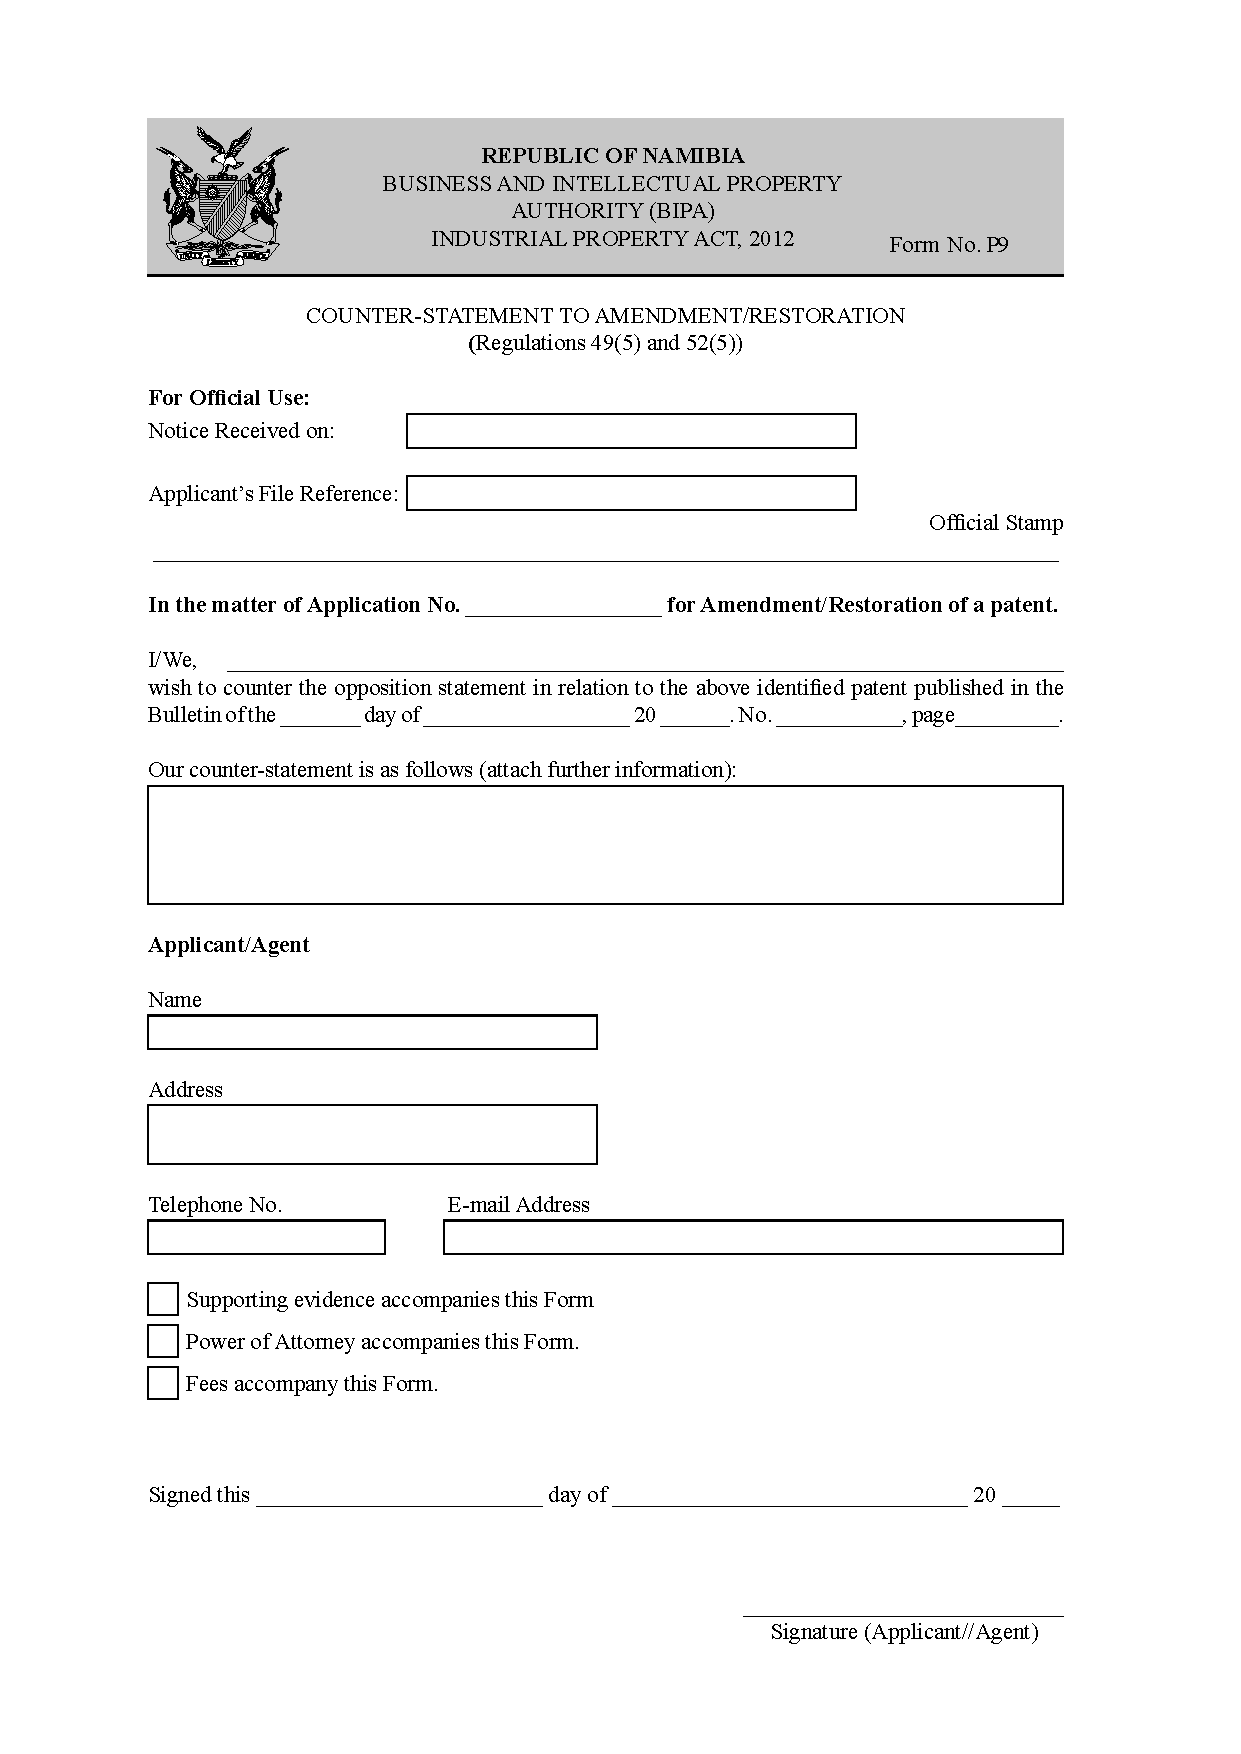 REPUBLIC OF NAMIBIA
BUSINESS AND INTELLECTUAL PROPERTY
AUTHORITY (BIPA)
INDUSTRIAL PROPERTY ACT, 2012
Form No. P9
COUNTER-STATEMENT TO AMENDMENT/RESTORATION
(Regulations 49(5) and 52(5))
For Official Use:
Notice Received on:
Applicant’s File Reference:
Official Stamp
In the matter of Application No. _________________ for Amendment/Restoration of a patent.
I/We, ________________________________________________________________________
wish to counter the opposition statement in relation to the above identified patent published in the
Bulletin of the _______ day of __________________ 20 ______. No. ___________, page_________.
Our counter-statement is as follows (attach further information):
Applicant/Agent
Name
Address
Telephone No.
E-mail Address
Supporting evidence accompanies this Form
Power of Attorney accompanies this Form.
Fees accompany this Form.
Signed this _________________________ day of _______________________________ 20 _____
Signature (Applicant//Agent)